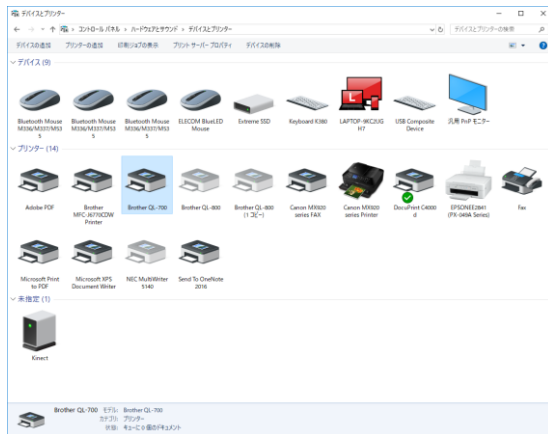 デバイスとプリンター
コントロール パネル › ハードウェアとサウンド › デバイスとプリンター
デバイスとプリンターの検索
デバイスの追加 プリンターの追加 印刷ジョブの表示 プリント サーバー プロパティ デバイスの削除
デバイス (9)
Bluetooth Mouse M336/M337/M535
Bluetooth Mouse M336/M337/M535
Bluetooth Mouse M336/M337/M535
ELECOM BlueLED Mouse
Extreme SSD
Keyboard K380
LAPTOP-9KCJUGH7
USB Composite Device
汎用 PnP モニター
プリンター (14)
Adobe PDF
Brother MFC-J6770CDW Printer
Brother QL-700
Brother QL-800
Brother QL-800 (1 コピー)
Canon MX920 series FAX
Canon MX920 series Printer
DocuPrint C4000 d
EPSONEE2841 (PX-049A Series)
Fax
Microsoft Print to PDF
Microsoft XPS Document Writer
NEC MultiWriter 5140
Send To OneNote 2016
未指定 (1)
Kinect
Brother QL-700 モデル: Brother QL-700
カテゴリ: プリンター
状態: キューに 0 個のドキュメント